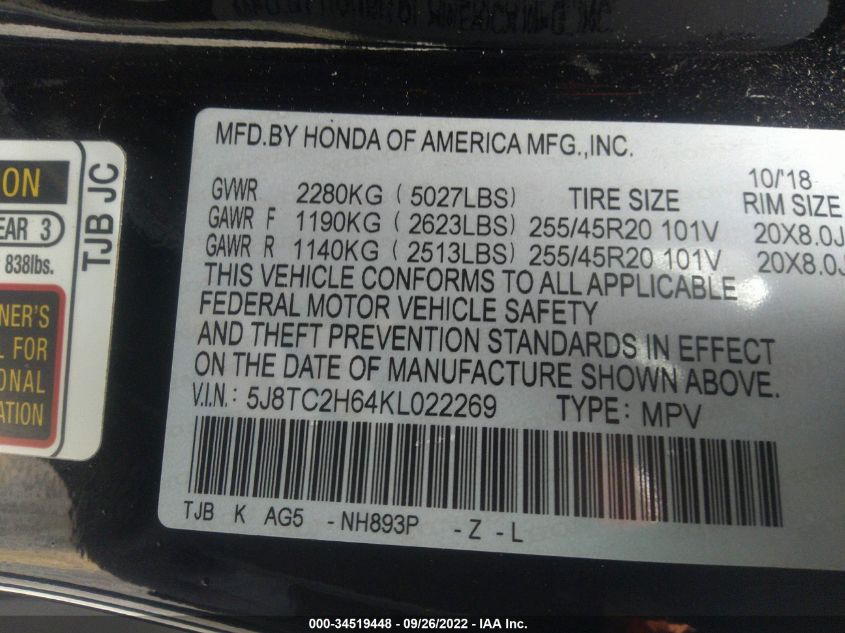 MFD.BY HONDA OF AMERICA MFG.,INC.
10/'18
GVWR 2280KG ( 5027LBS) TIRE SIZE RIM SIZE
GAWR F 1190KG ( 2623LBS) 255/45R20 101V 20X8.0J
GAWR R 1140KG ( 2513LBS) 255/45R20 101V 20X8.0J
THIS VEHICLE CONFORMS TO ALL APPLICABLE
FEDERAL MOTOR VEHICLE SAFETY
AND THEFT PREVENTION STANDARDS IN EFFECT
ON THE DATE OF MANUFACTURE SHOWN ABOVE.
V.I.N.: 5J8TC2H64KL022269 TYPE: MPV
TJB K AG5 -NH893P -Z -L
ON
EAR 3
838lbs.
NER'S
L FOR
ONAL
TJB JC
000-34519448 - 09/26/2022 - IAA Inc.